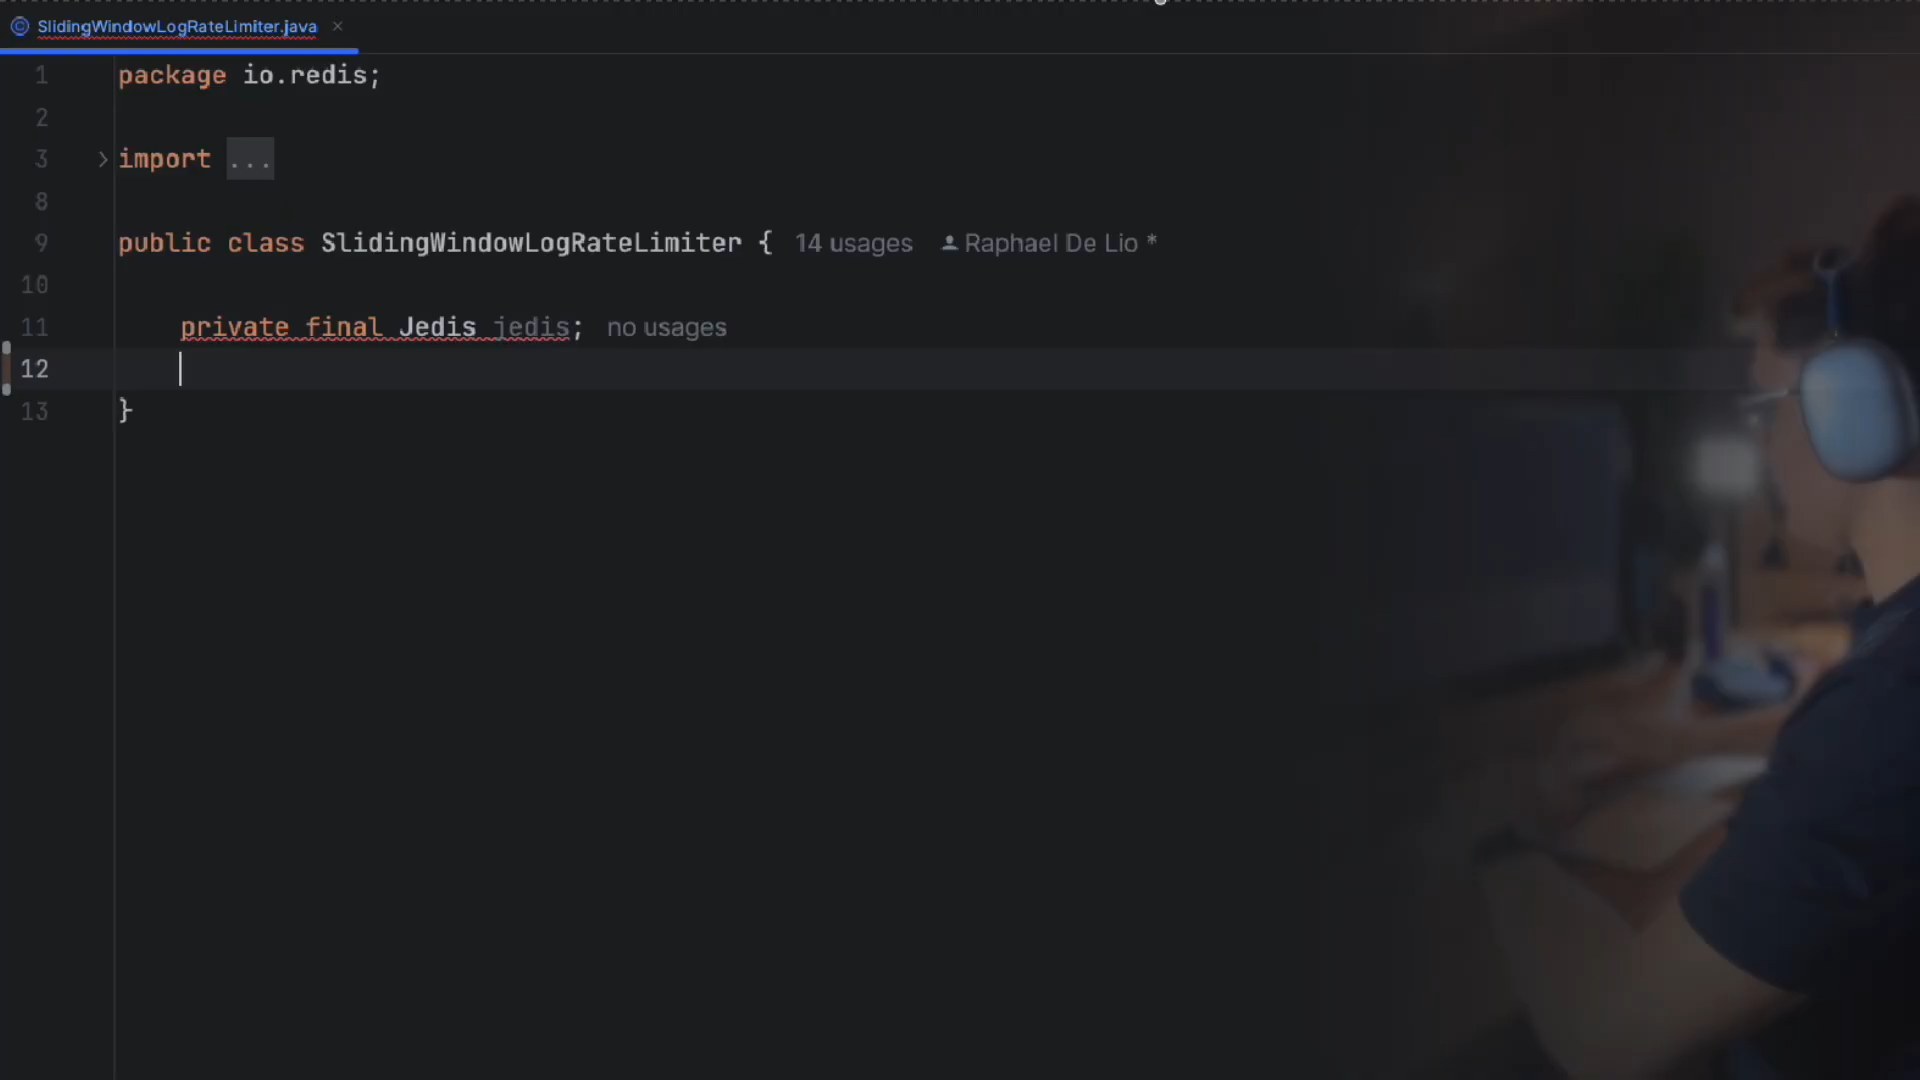 SlidingWindowLogRateLimiter.java
1 package io.redis;
2
3 import ...
8
9 public class SlidingWindowLogRateLimiter { 14 usages Raphael De Lio *
10
11 private final Jedis jedis; no usages
12
13 }